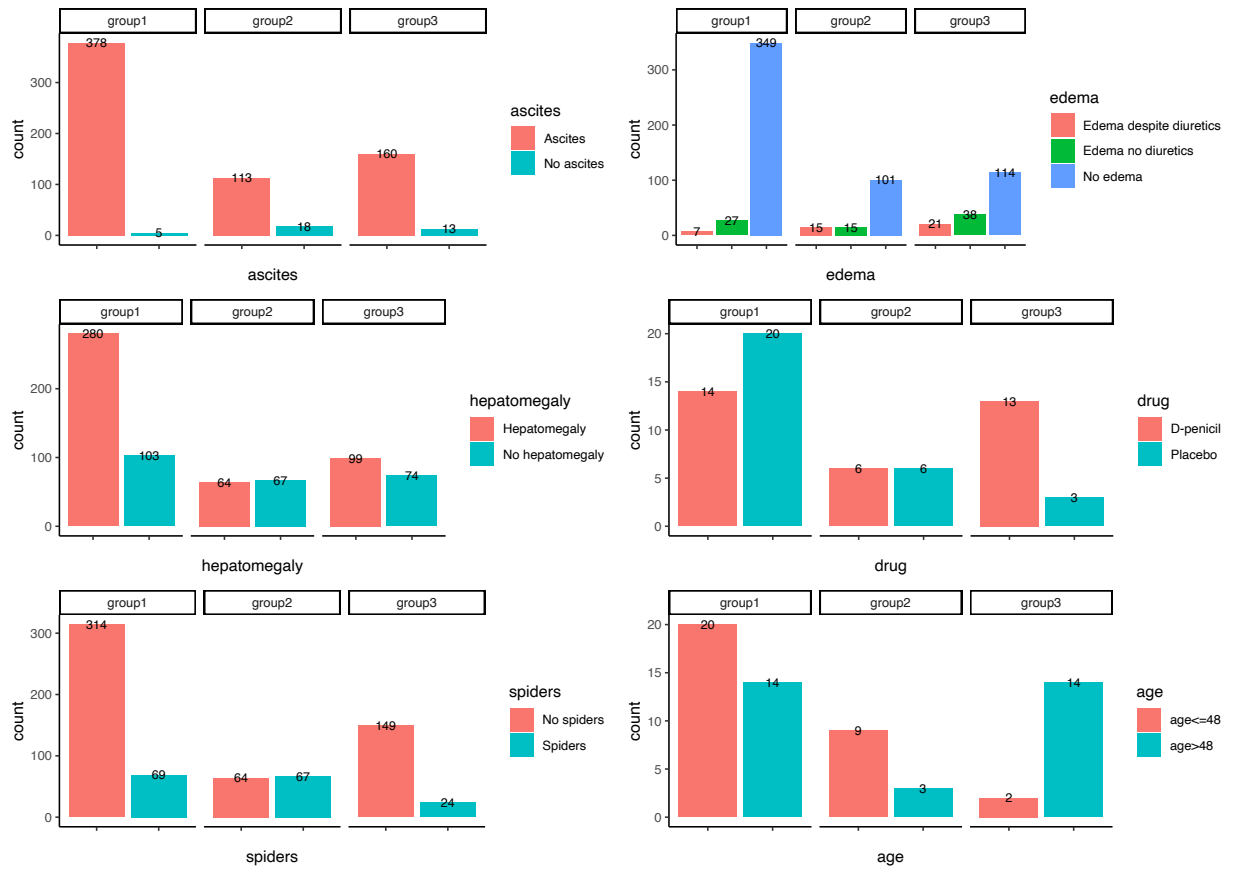 group1 group2 group3
378
5
113
18
160
13
0
100
200
300
count
ascites
ascites
Ascites
No ascites
group1 group2 group3
7
27
349
15
15
101
21
38
114
0
100
200
300
count
edema
edema
Edema despite diuretics
Edema no diuretics
No edema
group1 group2 group3
280
103
64
67
99
74
0
100
200
count
hepatomegaly
hepatomegaly
Hepatomegaly
No hepatomegaly
group1 group2 group3
14
20
6
6
13
3
0
5
10
15
20
count
drug
drug
D-penicil
Placebo
group1 group2 group3
314
69
64
67
149
24
0
100
200
300
count
spiders
spiders
No spiders
Spiders
group1 group2 group3
20
14
9
3
2
14
0
5
10
15
20
count
age
age
age<=48
age>48